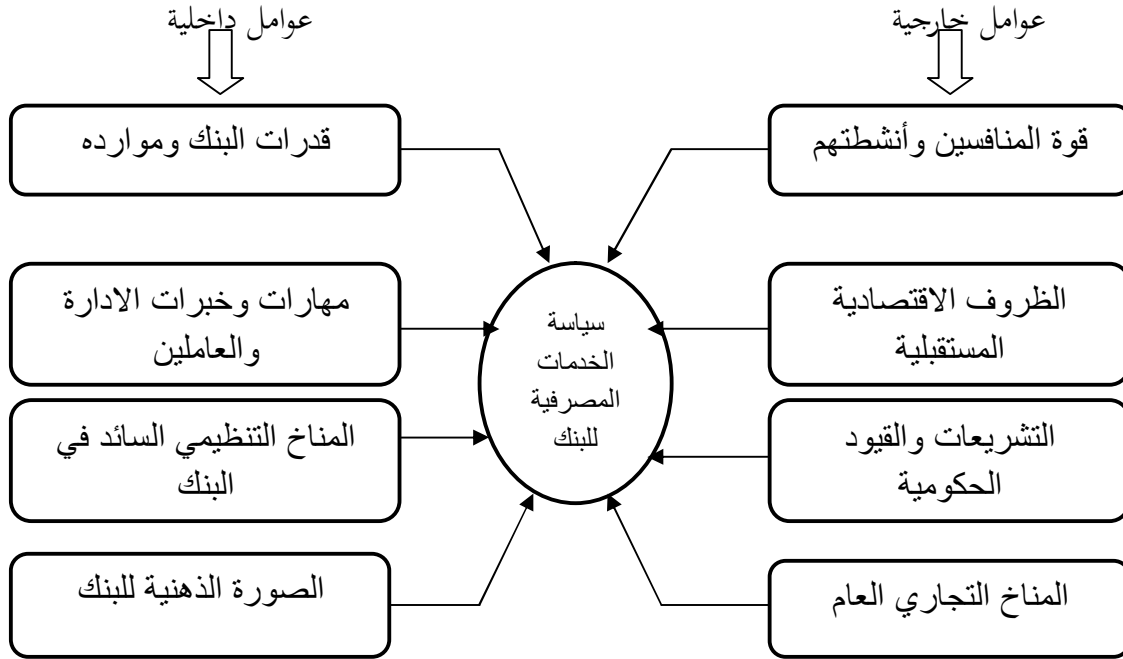 عوامل خارجية
عوامل داخلية
قوة المنافسين وأنشطتهم
قدرات البنك وموارده
الظروف الاقتصادية
المستقبلية
سياسة
الخدمات
المصرفية
للبنك
مهارات وخبرات الادارة
والعاملين
التشريعات والقيود
الحكومية
المناخ التنظيمي السائد في
البنك
المناخ التجاري العام
الصورة الذهنية للبنك